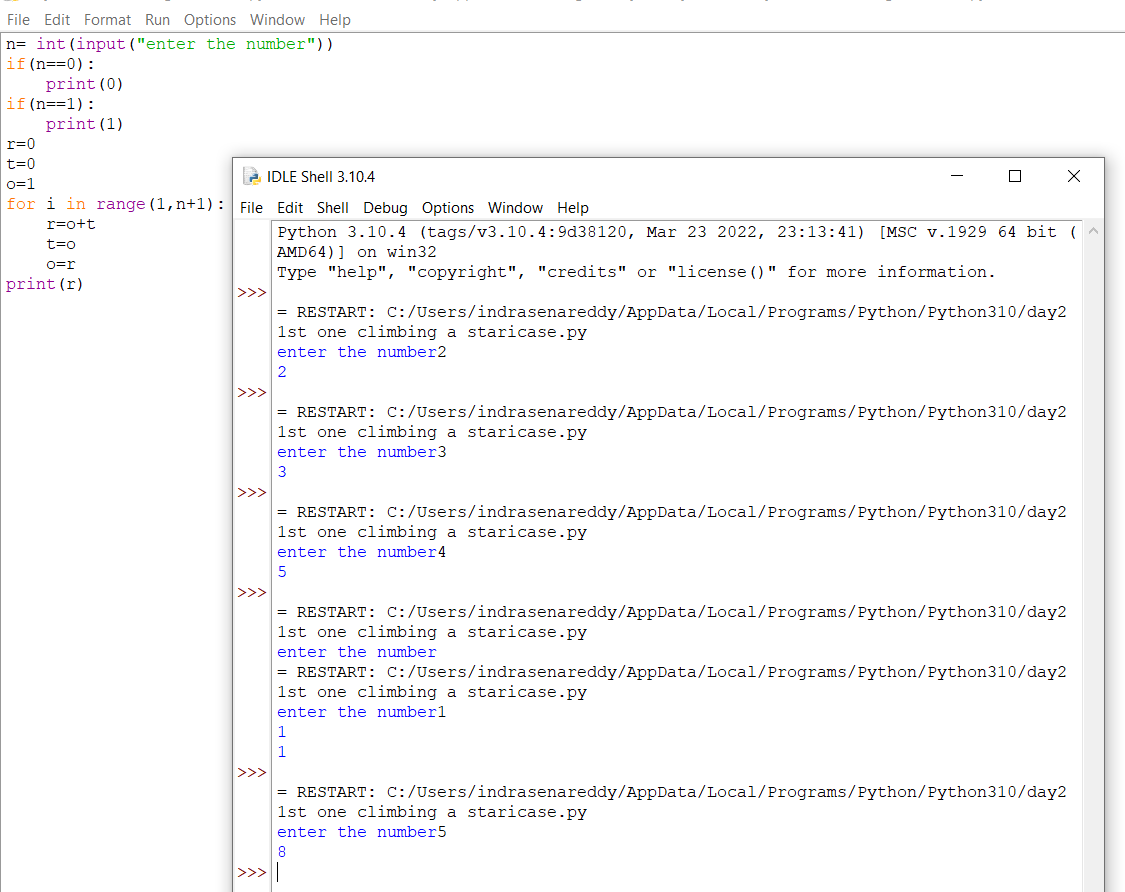 File Edit Format Run Options Window Help
n= int(input("enter the number"))
if(n==0):
    print(0)
if(n==1):
    print(1)
r=0
t=0
o=1
for i in range(1,n+1):
    r=o+t
    t=o
    o=r
print(r)
IDLE Shell 3.10.4
File Edit Shell Debug Options Window Help
Python 3.10.4 (tags/v3.10.4:9d38120, Mar 23 2022, 23:13:41) [MSC v.1929 64 bit (
AMD64)] on win32
Type "help", "copyright", "credits" or "license()" for more information.
>>>
= RESTART: C:/Users/indrasenareddy/AppData/Local/Programs/Python/Python310/day2
1st one climbing a staricase.py
enter the number2
2
>>>
= RESTART: C:/Users/indrasenareddy/AppData/Local/Programs/Python/Python310/day2
1st one climbing a staricase.py
enter the number3
3
>>>
= RESTART: C:/Users/indrasenareddy/AppData/Local/Programs/Python/Python310/day2
1st one climbing a staricase.py
enter the number4
5
>>>
= RESTART: C:/Users/indrasenareddy/AppData/Local/Programs/Python/Python310/day2
1st one climbing a staricase.py
enter the number
= RESTART: C:/Users/indrasenareddy/AppData/Local/Programs/Python/Python310/day2
1st one climbing a staricase.py
enter the number1
1
1
>>>
= RESTART: C:/Users/indrasenareddy/AppData/Local/Programs/Python/Python310/day2
1st one climbing a staricase.py
enter the number5
8
>>>